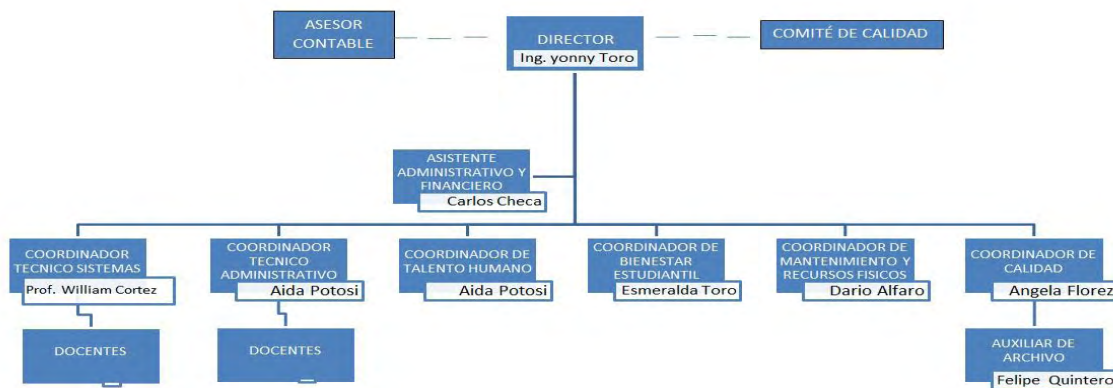 ASESOR
CONTABLE
DIRECTOR
Ing. yonny Toro
COMITÉ DE CALIDAD
ASISTENTE
ADMINISTRATIVO Y
FINANCIERO
Carlos Checa
COORDINADOR
TECNICO SISTEMAS
Prof. William Cortez
COORDINADOR
TECNICO
ADMINISTRATIVO
Aida Potosi
COORDINADOR DE
TALENTO HUMANO
Aida Potosi
COORDINADOR DE
BIENESTAR
ESTUDIANTIL
Esmeralda Toro
COORDINADOR DE
MANTENIMIENTO Y
RECURSOS FISICOS
Dario Alfaro
COORDINADOR DE
CALIDAD
Angela Florez
DOCENTES
DOCENTES
AUXILIAR DE
ARCHIVO
Felipe Quintero